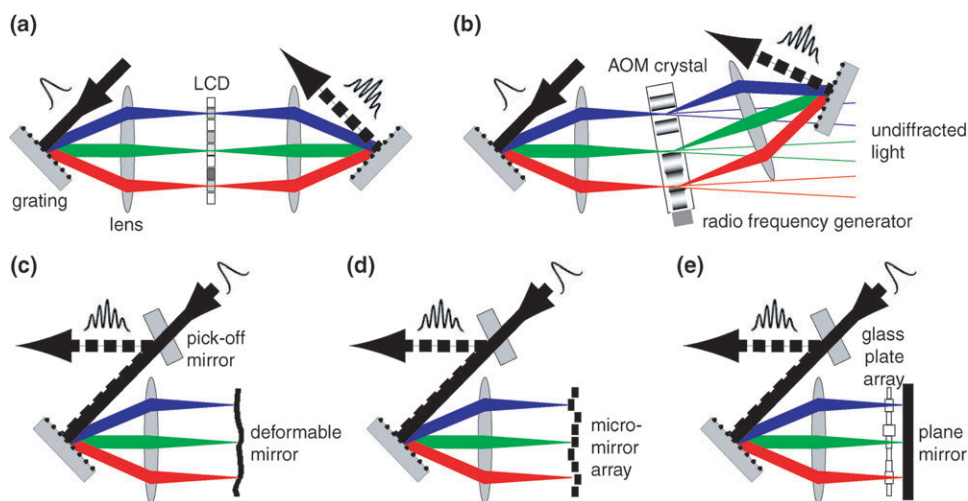 (a)
LCD
grating
lens
(b)
AOM crystal
undiffracted
light
radio frequency generator
(c)
pick-off
mirror
deformable
mirror
(d)
micro-
mirror
array
(e)
glass
plate
array
plane
mirror